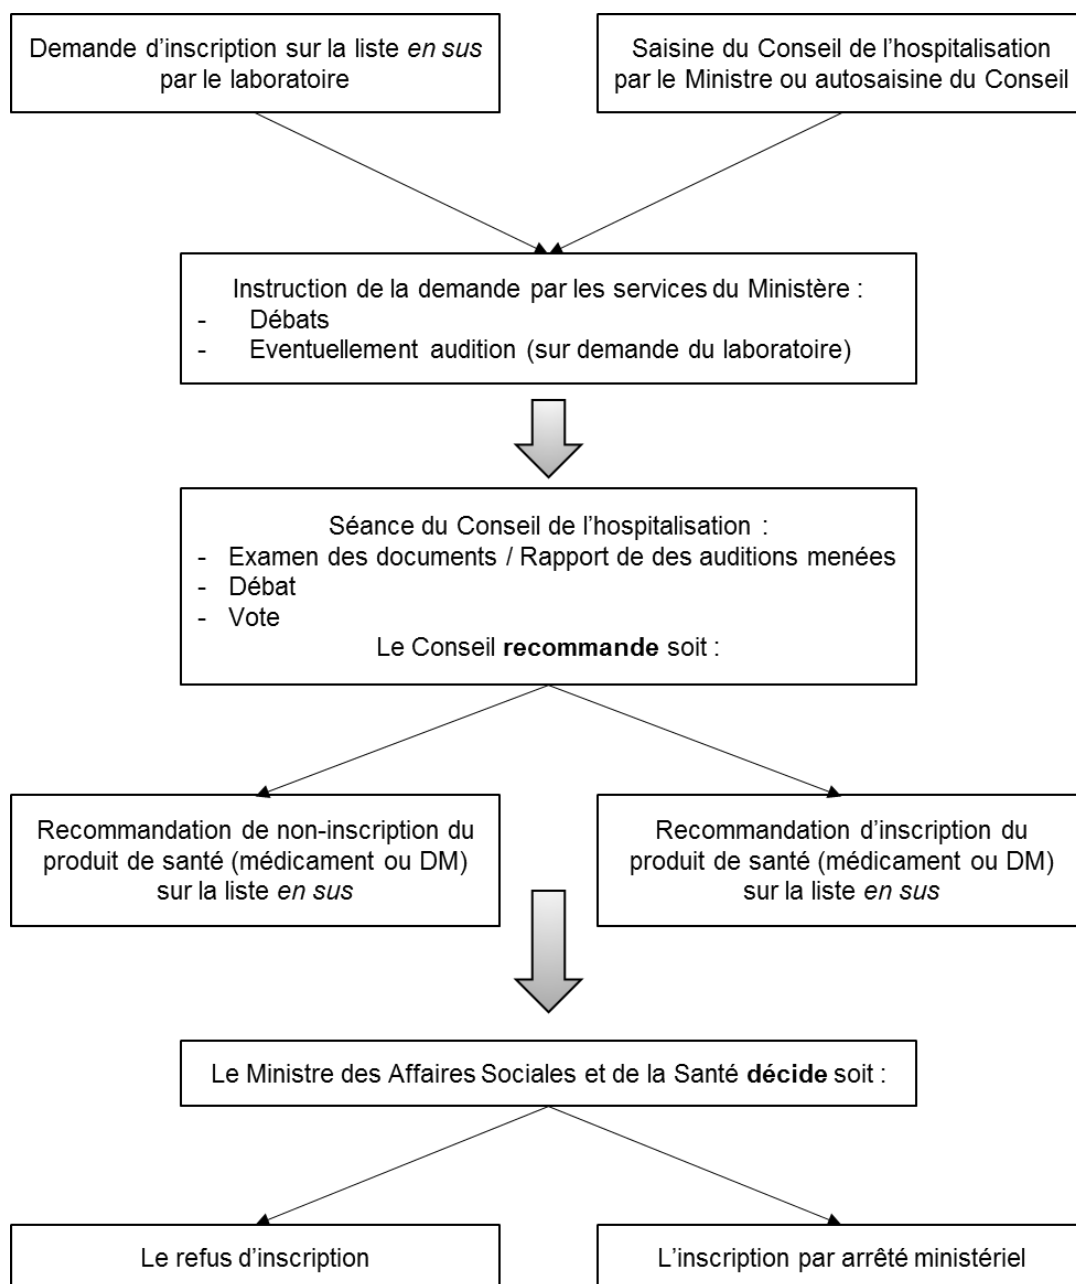 Demande d'inscription sur la liste en sus
par le laboratoire
Saisine du Conseil de l'hospitalisation
par le Ministre ou autosaisine du Conseil
Instruction de la demande par les services du Ministère :
- Débats
- Eventuellement audition (sur demande du laboratoire)
Séance du Conseil de l'hospitalisation :
- Examen des documents / Rapport de des auditions menées
- Débat
- Vote
Le Conseil recommande soit :
Recommandation de non-inscription du
produit de santé (médicament ou DM)
sur la liste en sus
Recommandation d'inscription du
produit de santé (médicament ou DM)
sur la liste en sus
Le Ministre des Affaires Sociales et de la Santé décide soit :
Le refus d'inscription
L'inscription par arrêté ministériel